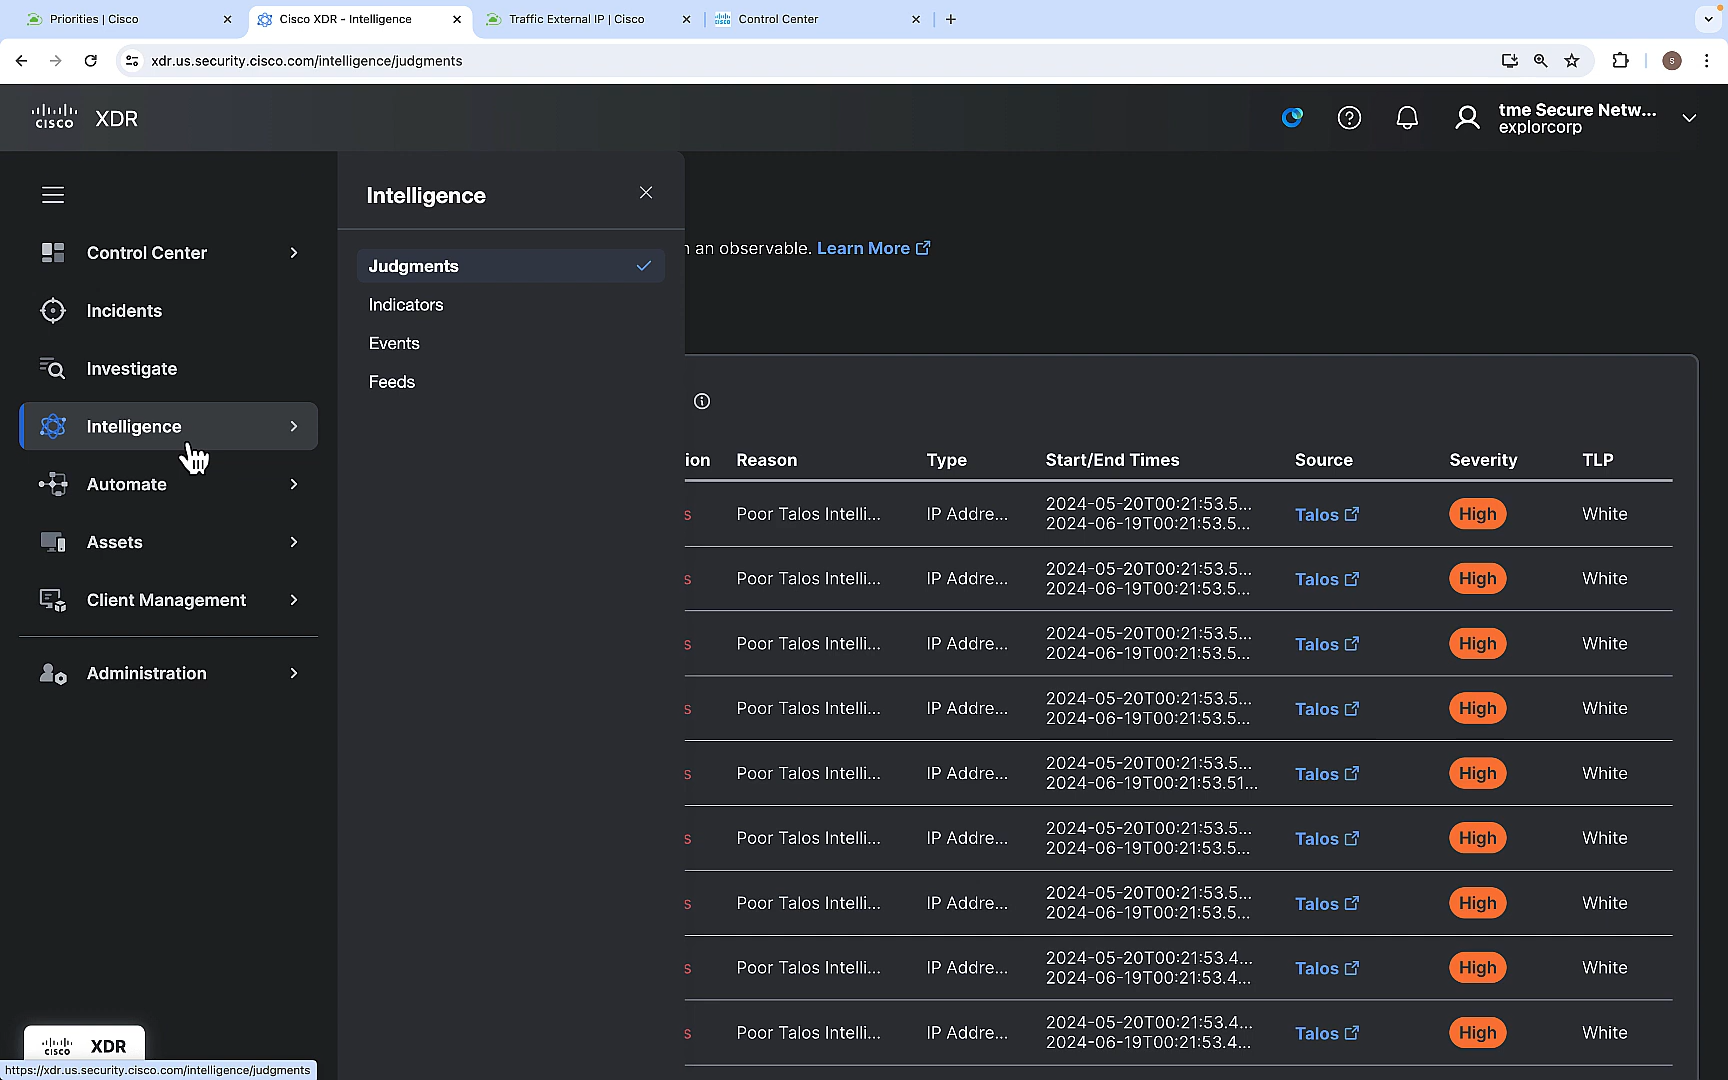 Priorities | Cisco
Cisco XDR - Intelligence
Traffic External IP | Cisco
Control Center
xdr.us.security.cisco.com/intelligence/judgments
S
cisco
XDR
tme Secure Netw...
explorcorp
Control Center
Incidents
Investigate
Intelligence
Automate
Assets
Client Management
Administration
Intelligence
Judgments
Indicators
Events
Feeds
an observable. Learn More
ion Reason Type Start/End Times Source Severity TLP
s Poor Talos Intelli... IP Addre... 2024-05-20T00:21:53.5... Talos High White
2024-06-19T00:21:53.5...
s Poor Talos Intelli... IP Addre... 2024-05-20T00:21:53.5... Talos High White
2024-06-19T00:21:53.5...
s Poor Talos Intelli... IP Addre... 2024-05-20T00:21:53.5... Talos High White
2024-06-19T00:21:53.5...
s Poor Talos Intelli... IP Addre... 2024-05-20T00:21:53.5... Talos High White
2024-06-19T00:21:53.5...
s Poor Talos Intelli... IP Addre... 2024-05-20T00:21:53.5... Talos High White
2024-06-19T00:21:53.51...
s Poor Talos Intelli... IP Addre... 2024-05-20T00:21:53.5... Talos High White
2024-06-19T00:21:53.5...
s Poor Talos Intelli... IP Addre... 2024-05-20T00:21:53.5... Talos High White
2024-06-19T00:21:53.5...
s Poor Talos Intelli... IP Addre... 2024-05-20T00:21:53.4... Talos High White
2024-06-19T00:21:53.4...
s Poor Talos Intelli... IP Addre... 2024-05-20T00:21:53.4... Talos High White
2024-06-19T00:21:53.4...
cisco XDR
https://xdr.us.security.cisco.com/intelligence/judgments